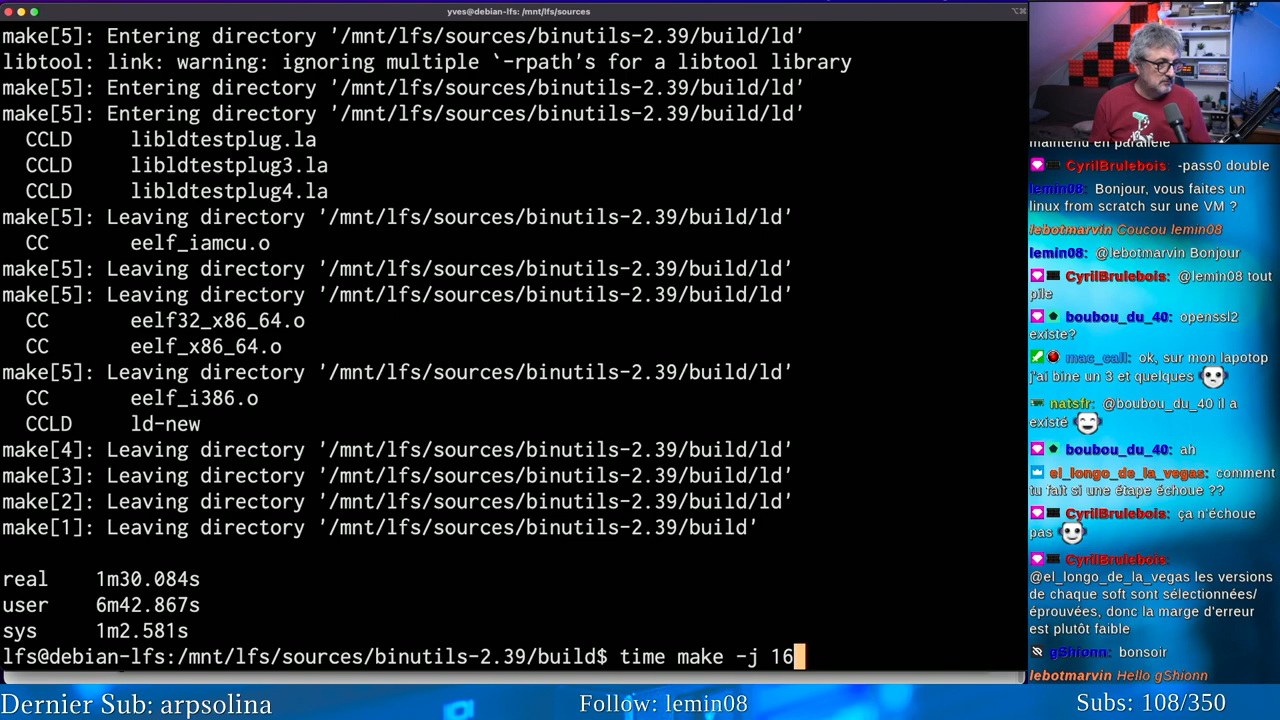 yves@debian-lfs: /mnt/lfs/sources
make[5]: Entering directory '/mnt/lfs/sources/binutils-2.39/build/ld'
libtool: link: warning: ignoring multiple `-rpath's for a libtool library
make[5]: Entering directory '/mnt/lfs/sources/binutils-2.39/build/ld'
make[5]: Entering directory '/mnt/lfs/sources/binutils-2.39/build/ld'
CCLD libldtestplug.la
CCLD libldtestplug3.la
CCLD libldtestplug4.la
make[5]: Leaving directory '/mnt/lfs/sources/binutils-2.39/build/ld'
CC eelf_iamcu.o
make[5]: Leaving directory '/mnt/lfs/sources/binutils-2.39/build/ld'
make[5]: Leaving directory '/mnt/lfs/sources/binutils-2.39/build/ld'
CC eelf32_x86_64.o
CC eelf_x86_64.o
make[5]: Leaving directory '/mnt/lfs/sources/binutils-2.39/build/ld'
CC eelf_i386.o
CCLD ld-new
make[4]: Leaving directory '/mnt/lfs/sources/binutils-2.39/build/ld'
make[3]: Leaving directory '/mnt/lfs/sources/binutils-2.39/build/ld'
make[2]: Leaving directory '/mnt/lfs/sources/binutils-2.39/build/ld'
make[1]: Leaving directory '/mnt/lfs/sources/binutils-2.39/build'
real 1m30.084s
user 6m42.867s
sys 1m2.581s
lfs@debian-lfs:/mnt/lfs/sources/binutils-2.39/build$ time make -j 16
maintenu en parallèle
CyrilBrulebois: -pass0 double
lemin08: Bonjour, vous faites un
linux from scratch sur une VM ?
lebotmarvin Coucou lemin08
lemin08: @lebotmarvin Bonjour
CyrilBrulebois: @lemin08 tout
pile
boubou_du_40: openssl2
existe?
mac_call: ok, sur mon lapotop
j'ai bine un 3 et quelques
natsfr: @boubou_du_40 il a
existé
boubou_du_40: ah
el_longo_de_la_vegas: comment
tu fait si une étape échoue ??
CyrilBrulebois: ça n'échoue
pas
CyrilBrulebois:
@el_longo_de_la_vegas les versions
de chaque soft sont sélectionnées/
éprouvées, donc la marge d'erreur
est plutôt faible
gShionn: bonsoir
lebotmarvin Hello gShionn
Dernier Sub: arpsolina
Follow: lemin08
Subs: 108/350